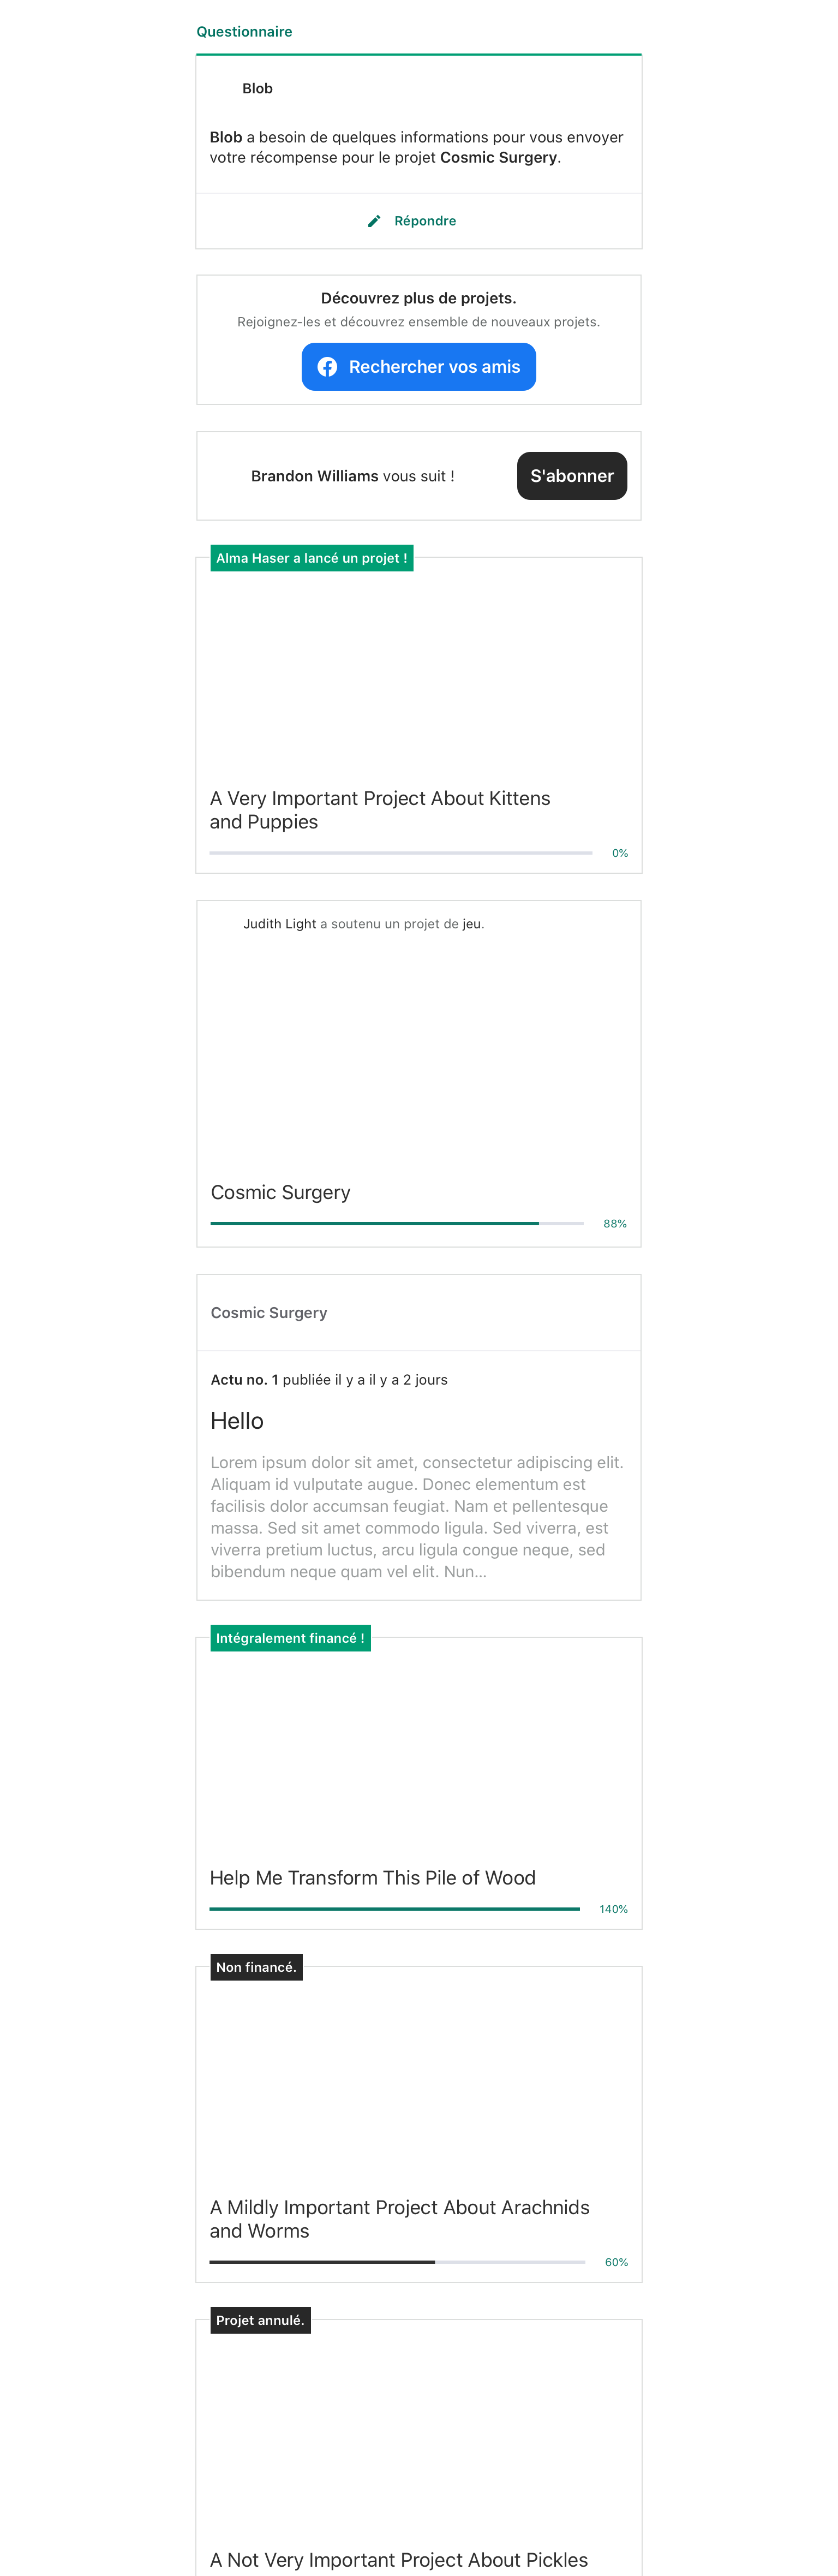 Questionnaire
Blob
Blob a besoin de quelques informations pour vous envoyer
votre récompense pour le projet Cosmic Surgery.
Répondre
Découvrez plus de projets.
Rejoignez-les et découvrez ensemble de nouveaux projets.
Rechercher vos amis
Brandon Williams vous suit !
S'abonner
Alma Haser a lancé un projet !
A Very Important Project About Kittens
and Puppies
0%
Judith Light a soutenu un projet de jeu.
Cosmic Surgery
88%
Cosmic Surgery
Actu no. 1 publiée il y a il y a 2 jours
Hello
Lorem ipsum dolor sit amet, consectetur adipiscing elit.
Aliquam id vulputate augue. Donec elementum est
facilisis dolor accumsan feugiat. Nam et pellentesque
massa. Sed sit amet commodo ligula. Sed viverra, est
viverra pretium luctus, arcu ligula congue neque, sed
bibendum neque quam vel elit. Nun...
Intégralement financé !
Help Me Transform This Pile of Wood
140%
Non financé.
A Mildly Important Project About Arachnids
and Worms
60%
Projet annulé.
A Not Very Important Project About Pickles